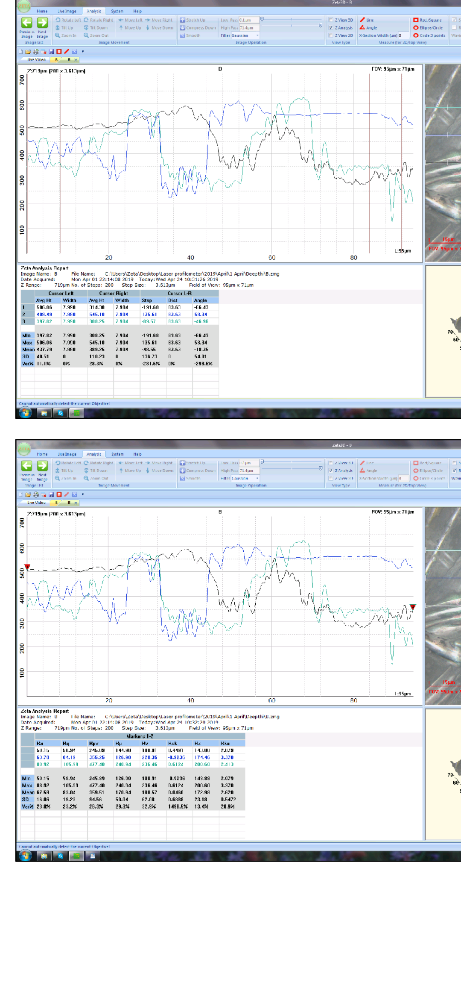 Zeta3D - B
ZETA
Home Live Image Analysis System Help
Rotate Left Rotate Right Move Left Move Right Stretch Up Low Pass 0.1µm Z View 3D Line Rect/Square
Tilt Up Tilt Down Move Up Move Down Compress Down High Pass 71.4µm Z Analysis Angle Ellipse/Circle
Previous Image Next Image Zoom In Zoom Out Smooth Filter Gaussian Z View 2D X-Section Width (µm) 0 Circle 3 points
Image List Image Movement Image Operation View Type Measure (for 2D/Top View)
Live Video B B x
Z:719µm (200 x 3.613µm) FOV: 95µm x 71µm
700
600
500
400
300
200
100
L:95µm
20 40 60 80
15µm
FOV: 95µm x 7
Zeta Analysis Report
Image Name: B File Name: C:\Users\Zeta\Desktop\Laser profilometer\2019\April\1 April\Deepthi\B.zmg
Date Acquired: Mon Apr 01 22:14:08 2019 Today: Wed Apr 24 10:31:26 2019
Z Range: 719µm No. of Steps: 200 Step Size: 3.613µm Field of View: 95µm x 71µm
Cursor Left Cursor Right Cursor L-R
Avg Ht Width Avg Ht Width Step Dist Angle
1 506.06 7.990 314.38 7.904 -191.68 83.63 -66.43
2 409.49 7.990 545.10 7.904 135.61 83.63 58.34
3 397.82 7.990 308.25 7.904 -89.57 83.63 -46.96
Min 397.82 7.990 308.25 7.904 -191.68 83.63 -66.43
Max 506.06 7.990 545.10 7.904 135.61 83.63 58.34
Mean 437.79 7.990 389.25 7.904 -48.55 83.63 -18.35
SD 0 110.23 0 136.73 0 54.81
Var% 11.1% 0% 28.3% 0% -281.6% 0% -298.6%
70
60
Cannot automatically detect the current Objective!
Zeta3D - B
ZETA
Home Live Image Analysis System Help
Rotate Left Rotate Right Move Left Move Right Stretch Up Low Pass 0.1µm Z View 3D Line Rect/Square
Tilt Up Tilt Down Move Up Move Down Compress Down High Pass 71.4µm Z Analysis Angle Ellipse/Circle
Previous Image Next Image Zoom In Zoom Out Smooth Filter Gaussian Z View 2D X-Section Width (µm) 0 Circle 3 points
Image List Image Movement Image Operation View Type Measure (for 2D/Top View)
Live Video B B x
Z:719µm (200 x 3.613µm) B FOV: 95µm x 71µm
700
600
500
400
300
200
100
L:95µm
20 40 60 80
15µm
FOV: 95µm x 7
Zeta Analysis Report
Image Name: B File Name: C:\Users\Zeta\Desktop\Laser profilometer\2019\April\1 April\Deepthi\B.zmg
Date Acquired: Mon Apr 01 22:14:08 2019 Today: Wed Apr 24 10:32:20 2019
Z Range: 719µm No. of Steps: 200 Step Size: 3.613µm Field of View: 95µm x 71µm
Markers 1-2
Ra Rq Rpv Rp Rv Rsk Rz Rku
50.15 58.94 245.89 144.98 100.91 0.4491 143.88 2.079
63.70 84.19 355.25 126.90 228.35 -0.9236 174.46 3.370
88.92 105.99 477.40 240.94 236.46 0.6124 200.60 2.413
Min 50.15 58.94 245.89 126.90 100.91 -0.9236 143.88 2.079
Max 88.92 105.99 477.40 240.94 236.46 0.6124 200.60 3.370
Mean 67.59 83.04 359.51 170.94 188.57 0.0460 172.98 2.620
SD 16.06 19.23 94.56 50.04 62.08 0.6888 23.18 0.5472
Var% 23.8% 23.2% 26.3% 29.3% 32.9% 1498.5% 13.4% 20.9%
70
60
Cannot automatically detect the current Objective!